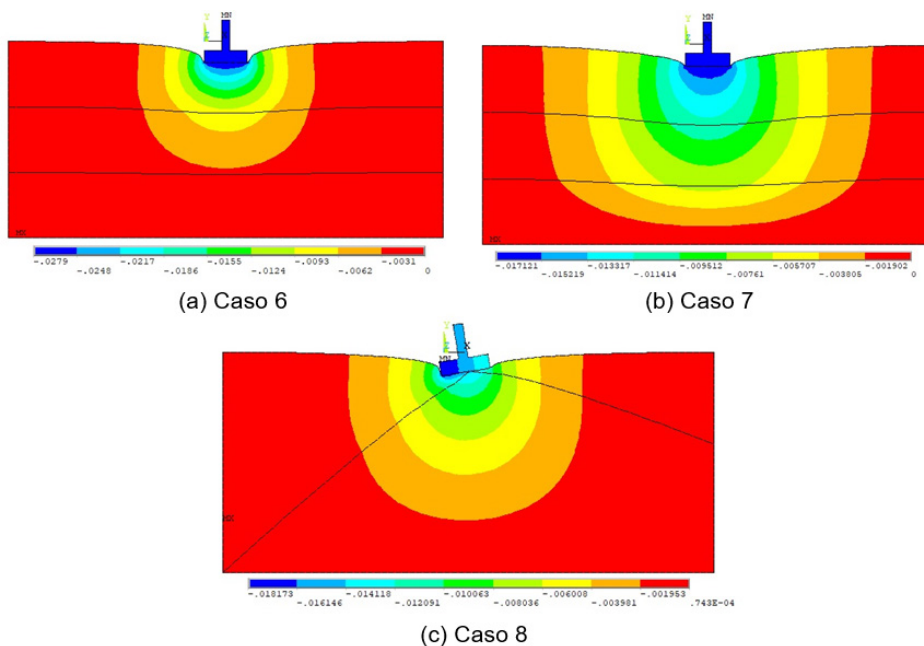 MN
MN
X
MX
MX
-.0279 -.0217 -.0155 -.0093 -.0031
-.0248 -.0186 -.0124 -.0062 0
-.017121 -.013317 -.009512 -.005707 -.001902
-.015219 -.011414 -.00761 -.003805 0
(a) Caso 6
(b) Caso 7
X
MN
MX
-.018173 -.014118 -.010063 -.006008 -.001953
-.016146 -.012091 -.008036 -.003981 .743E-04
(c) Caso 8